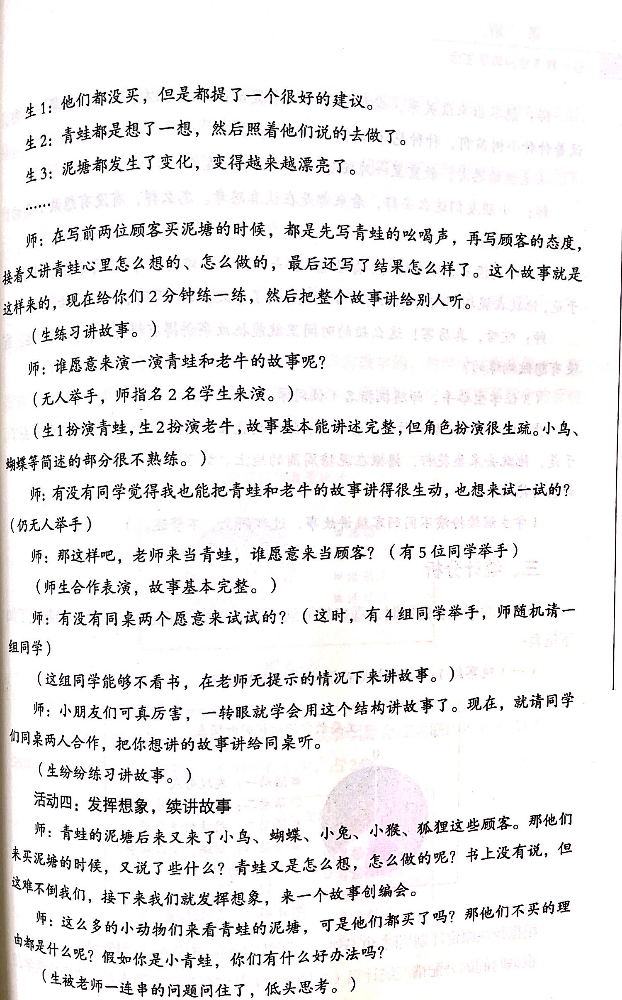 生1：他们都没买，但是都提了一个很好的建议。
生2：青蛙都是想了一想，然后照着他们说的去做了。
生3：泥塘都发生了变化，变得越来越漂亮了。
……
师：在写前两位顾客买泥塘的时候，都是先写青蛙的吆喝声，再写顾客的态度，
接着又讲青蛙心里怎么想的、怎么做的，最后还写了结果怎么样了。这个故事就是
这样来的，现在给你们2分钟练一练，然后把整个故事讲给别人听。
（生练习讲故事。）
师：谁愿意来演一演青蛙和老牛的故事呢？
（无人举手，师指名2名学生来演。）
（生1扮演青蛙，生2扮演老牛，故事基本能讲述完整，但角色扮演很生疏。小鸟、
蝴蝶等简述的部分很不熟练。）
师：有没有同学觉得我也能把青蛙和老牛的故事讲得很生动，也想来试一试的？
（仍无人举手）
师：那这样吧，老师来当青蛙，谁愿意来当顾客？（有5位同学举手）
（师生合作表演，故事基本完整。）
师：有没有同桌两个愿意来试试的？（这时，有4组同学举手，师随机请一
组同学）
（这组同学能够不看书，在老师无提示的情况下来讲故事。）
师：小朋友们可真厉害，一转眼就学会用这个结构讲故事了。现在，就请同学
们同桌两人合作，把你想讲的故事讲给同桌听。
（生纷纷练习讲故事。）
活动四：发挥想象，续讲故事
师：青蛙的泥塘后来又来了小鸟、蝴蝶、小兔、小猴、狐狸这些顾客。那他们
来买泥塘的时候，又说了些什么？青蛙又是怎么想，怎么做的呢？书上没有说，但
这难不倒我们，接下来我们就发挥想象，来一个故事创编会。
师：这么多的小动物们来看青蛙的泥塘，可是他们都买了吗？那他们不买的理
由都是什么呢？假如你是小青蛙，你们有什么好办法吗？
（生被老师一连串的问题问住了，低头思考。）